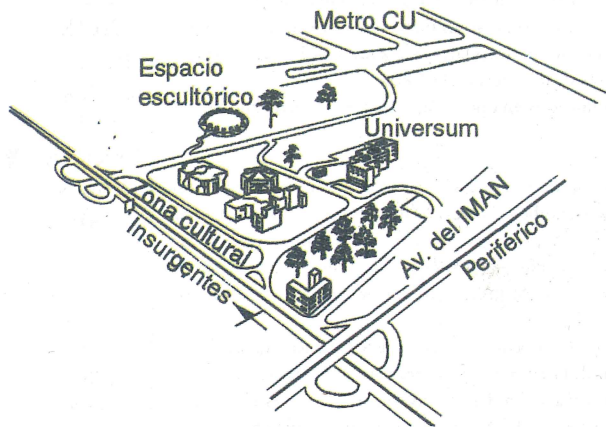 Metro CU
Espacio
escultórico
Universum
Zona cultural
Insurgentes
Av. del IMAN
Periférico